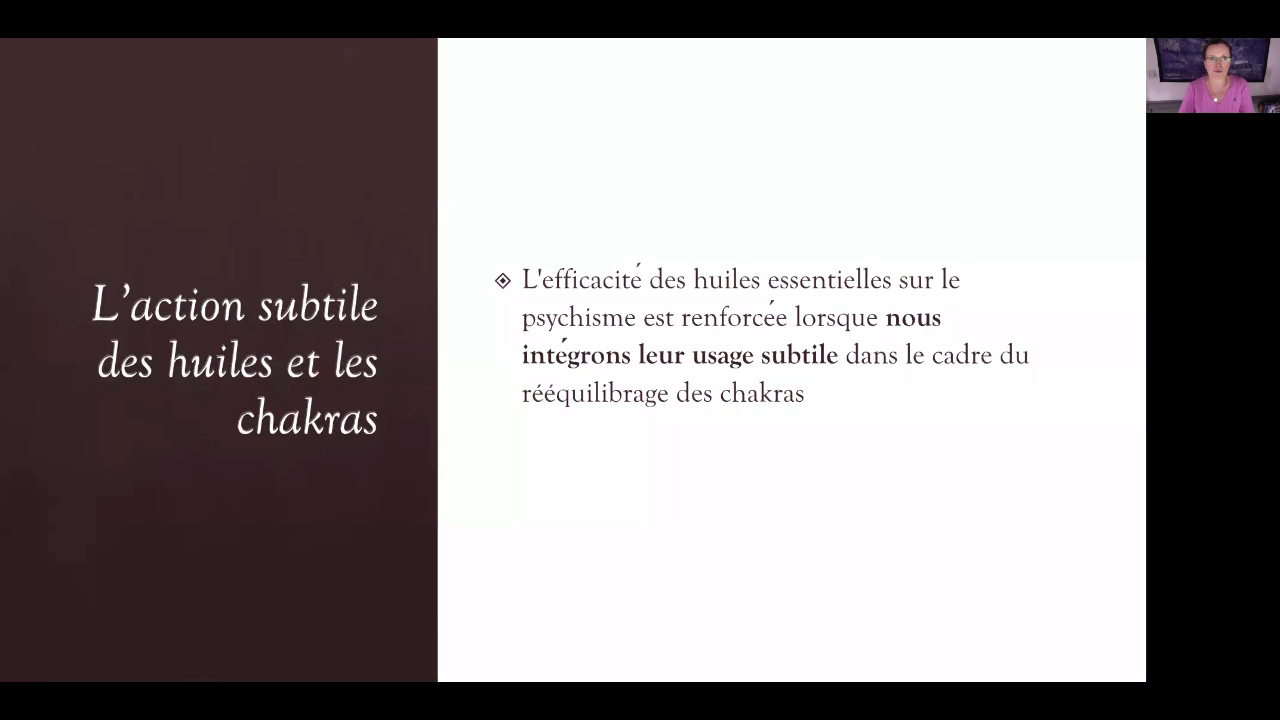 L’action subtile
des huiles et les
chakras
L'efficacité des huiles essentielles sur le
psychisme est renforcée lorsque nous
intégrons leur usage subtile dans le cadre du
rééquilibrage des chakras